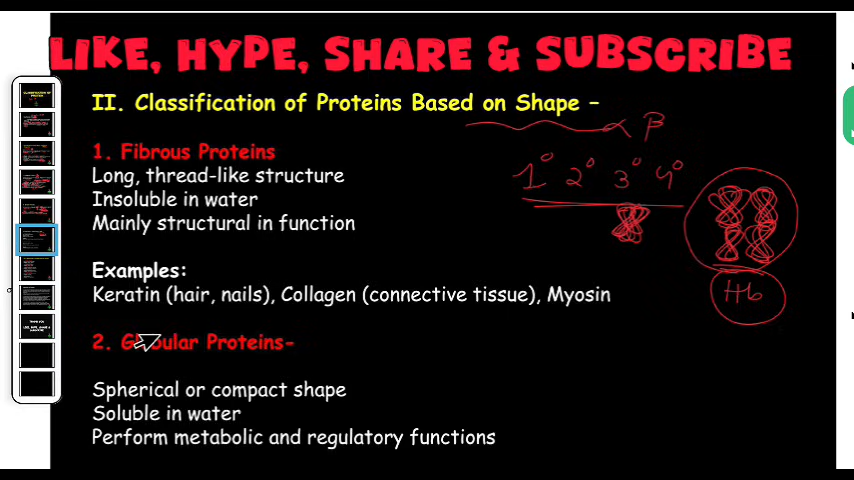 LIKE, HYPE, SHARE & SUBSCRIBE
II. Classification of Proteins Based on Shape –
α β
1. Fibrous Proteins
Long, thread-like structure
1° 2° 3° 4°
Insoluble in water
Mainly structural in function
Examples:
Keratin (hair, nails), Collagen (connective tissue), Myosin
Hb
2. Globular Proteins-
Spherical or compact shape
Soluble in water
Perform metabolic and regulatory functions